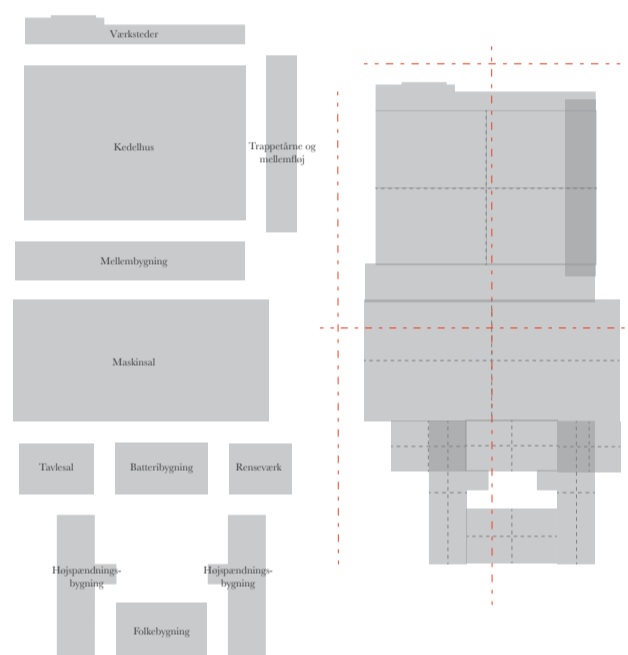 Værksteder
Kedelhus
Trappetårne og
mellemfløj
Mellembygning
Maskinsal
Tavlesal
Batteribygning
Renseværk
Højspændnings-
bygning
Højspændnings-
bygning
Folkebygning